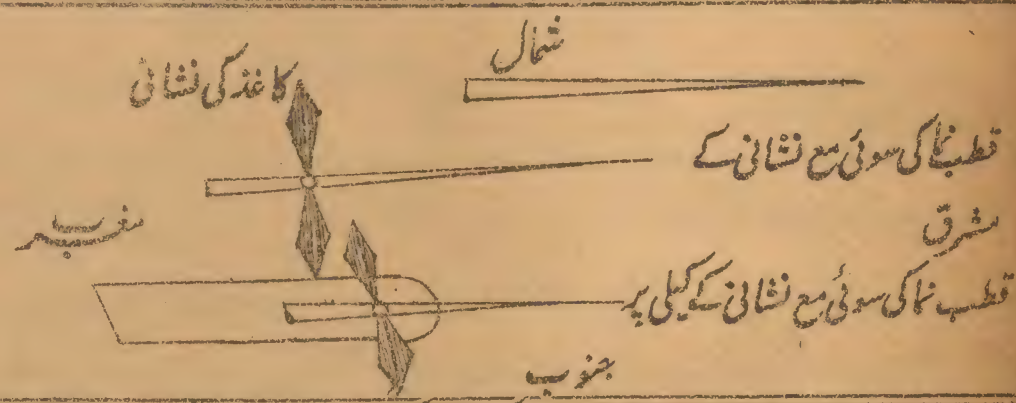 شمال
کاغذ کی نشانی
قطب نما کی سوئی مع نشانی کے
مغرب
مشرق
قطب نما کی سوئی مع نشانی کے کیلی پر
جنوب